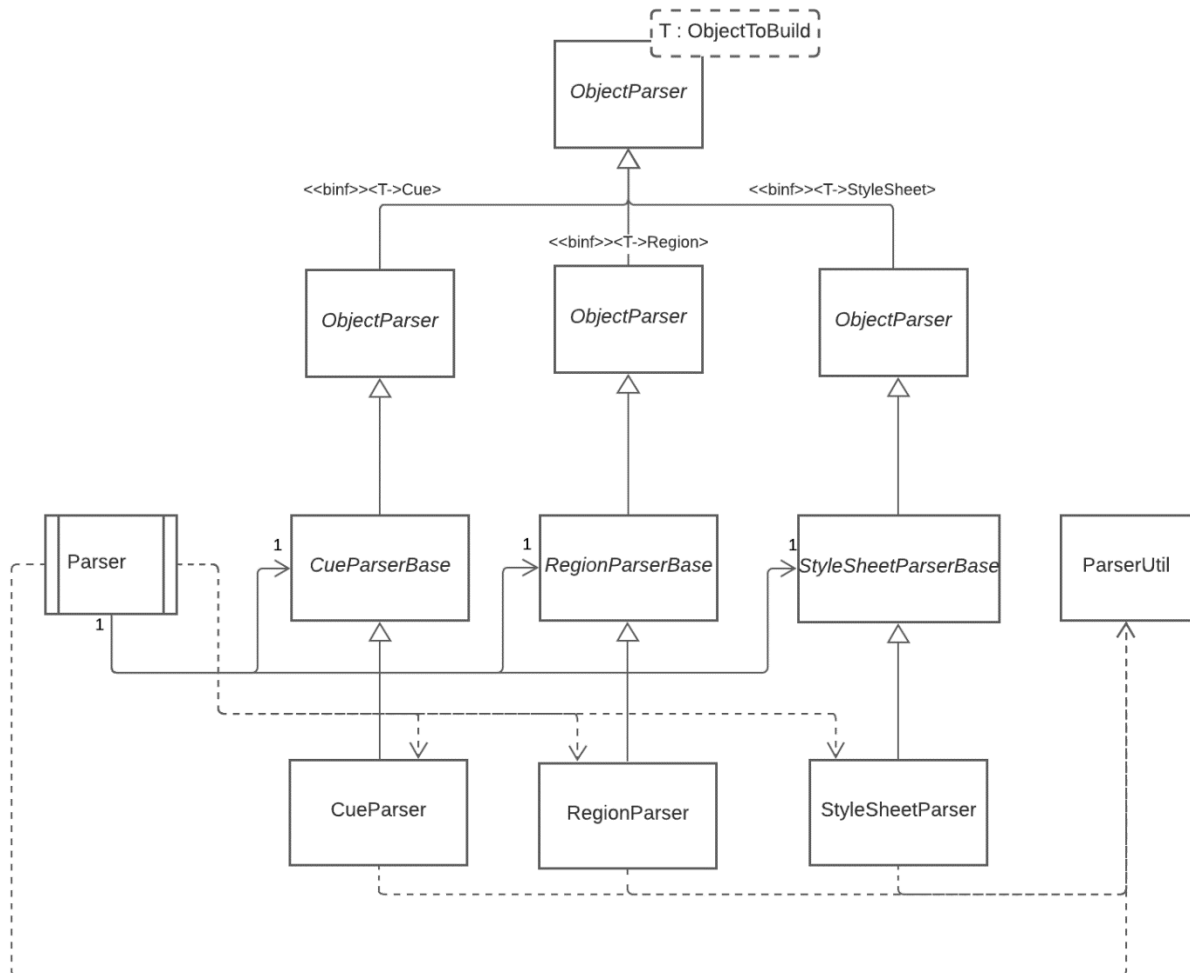 T : ObjectToBuild
ObjectParser
<<binf>><T->Cue>
<<binf>><T->StyleSheet>
<<binf>><T->Region>
ObjectParser
ObjectParser
ObjectParser
Parser
1
1
CueParserBase
1
RegionParserBase
1
StyleSheetParserBase
ParserUtil
CueParser
RegionParser
StyleSheetParser